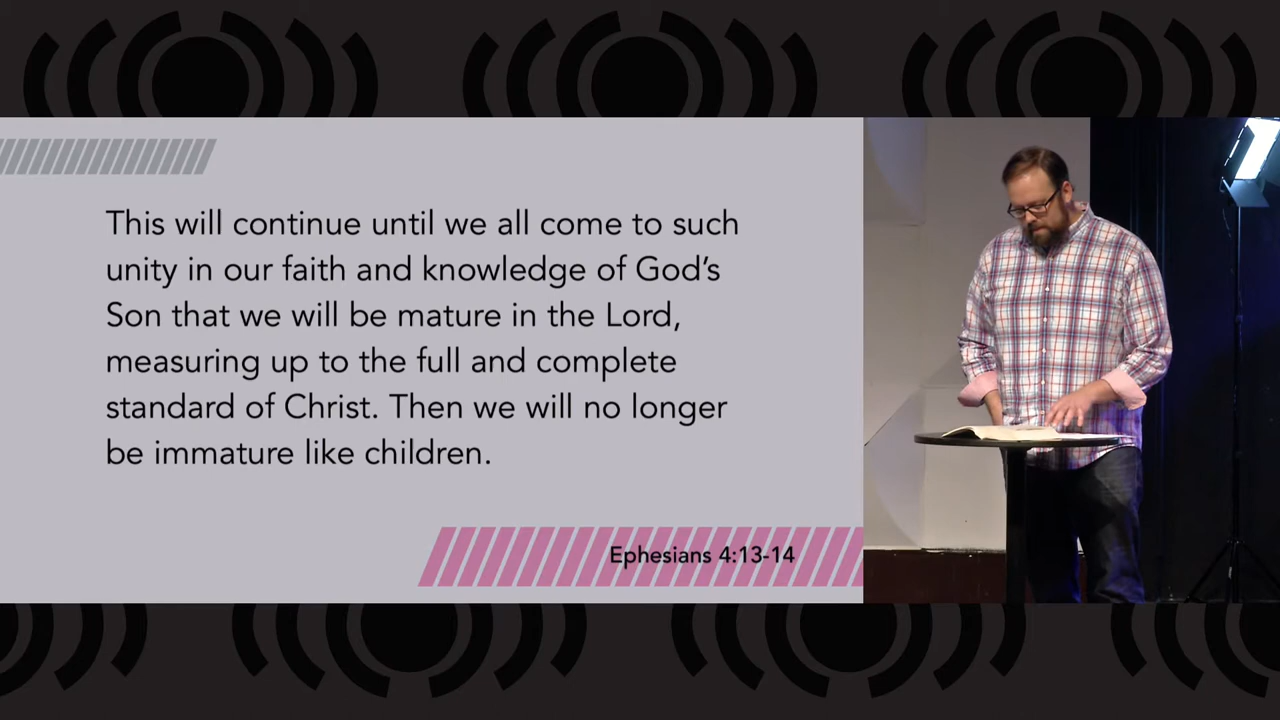 This will continue until we all come to such
unity in our faith and knowledge of God’s
Son that we will be mature in the Lord,
measuring up to the full and complete
standard of Christ. Then we will no longer
be immature like children.
Ephesians 4:13-14